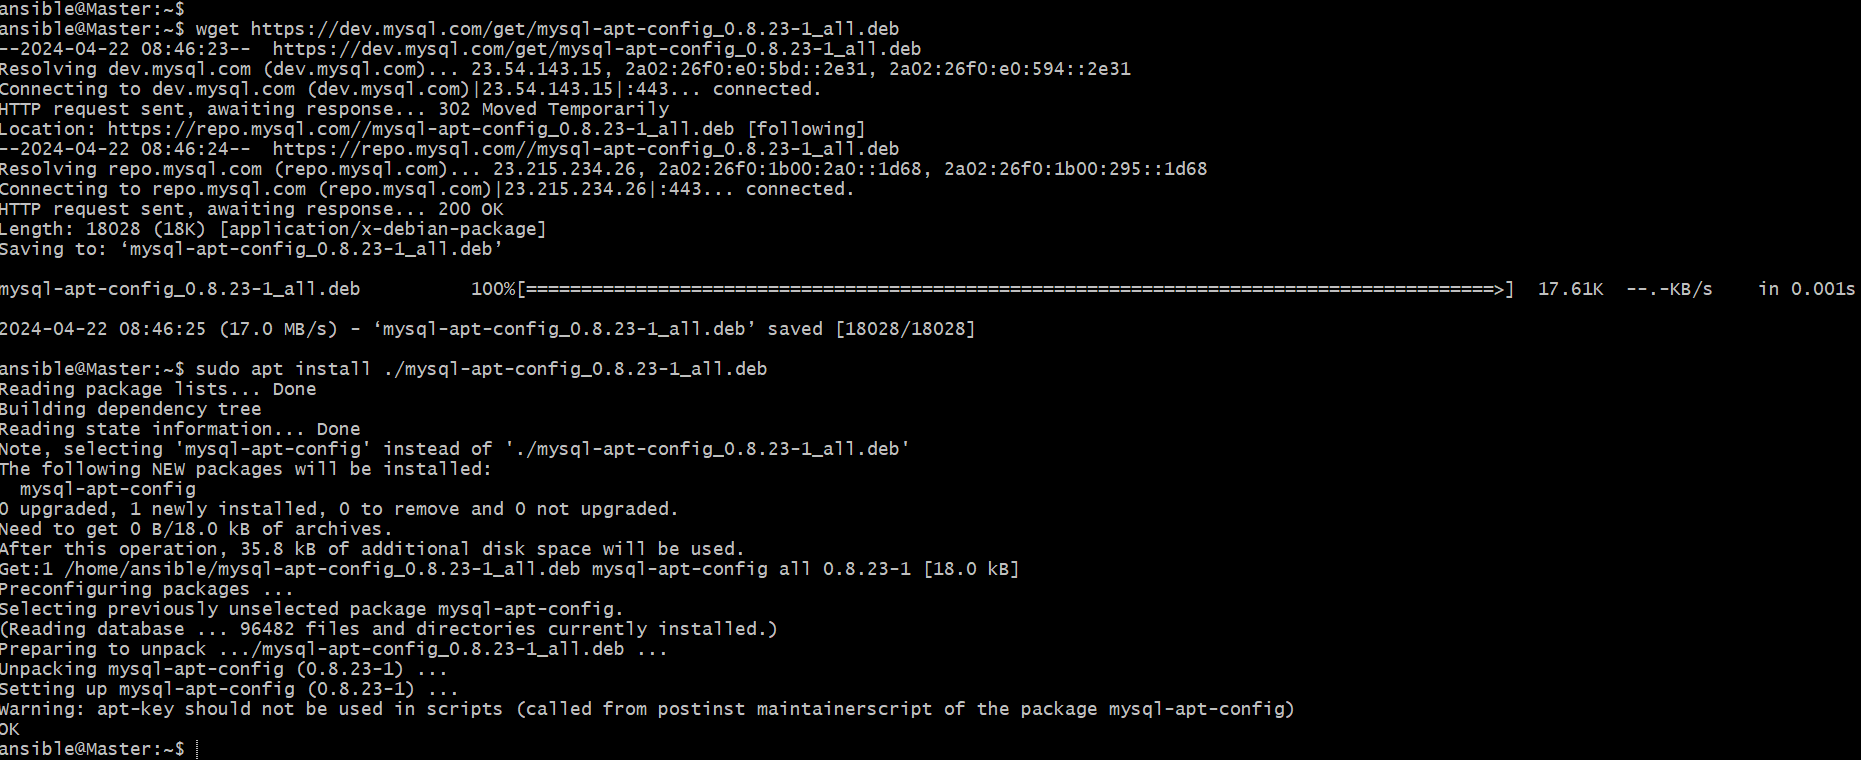 ansible@Master:~$
ansible@Master:~$ wget https://dev.mysql.com/get/mysql-apt-config_0.8.23-1_all.deb
--2024-04-22 08:46:23--  https://dev.mysql.com/get/mysql-apt-config_0.8.23-1_all.deb
Resolving dev.mysql.com (dev.mysql.com)... 23.54.143.15, 2a02:26f0:e0:5bd::2e31, 2a02:26f0:e0:594::2e31
Connecting to dev.mysql.com (dev.mysql.com)|23.54.143.15|:443... connected.
HTTP request sent, awaiting response... 302 Moved Temporarily
Location: https://repo.mysql.com//mysql-apt-config_0.8.23-1_all.deb [following]
--2024-04-22 08:46:24--  https://repo.mysql.com//mysql-apt-config_0.8.23-1_all.deb
Resolving repo.mysql.com (repo.mysql.com)... 23.215.234.26, 2a02:26f0:1b00:2a0::1d68, 2a02:26f0:1b00:295::1d68
Connecting to repo.mysql.com (repo.mysql.com)|23.215.234.26|:443... connected.
HTTP request sent, awaiting response... 200 OK
Length: 18028 (18K) [application/x-debian-package]
Saving to: ‘mysql-apt-config_0.8.23-1_all.deb’
mysql-apt-config_0.8.23-1_all.deb          100%[=========================================================================================>]  17.61K  --.-KB/s    in 0.001s
2024-04-22 08:46:25 (17.0 MB/s) - ‘mysql-apt-config_0.8.23-1_all.deb’ saved [18028/18028]
ansible@Master:~$ sudo apt install ./mysql-apt-config_0.8.23-1_all.deb
Reading package lists... Done
Building dependency tree
Reading state information... Done
Note, selecting 'mysql-apt-config' instead of './mysql-apt-config_0.8.23-1_all.deb'
The following NEW packages will be installed:
  mysql-apt-config
0 upgraded, 1 newly installed, 0 to remove and 0 not upgraded.
Need to get 0 B/18.0 kB of archives.
After this operation, 35.8 kB of additional disk space will be used.
Get:1 /home/ansible/mysql-apt-config_0.8.23-1_all.deb mysql-apt-config all 0.8.23-1 [18.0 kB]
Preconfiguring packages ...
Selecting previously unselected package mysql-apt-config.
(Reading database ... 96482 files and directories currently installed.)
Preparing to unpack .../mysql-apt-config_0.8.23-1_all.deb ...
Unpacking mysql-apt-config (0.8.23-1) ...
Setting up mysql-apt-config (0.8.23-1) ...
Warning: apt-key should not be used in scripts (called from postinst maintainerscript of the package mysql-apt-config)
OK
ansible@Master:~$